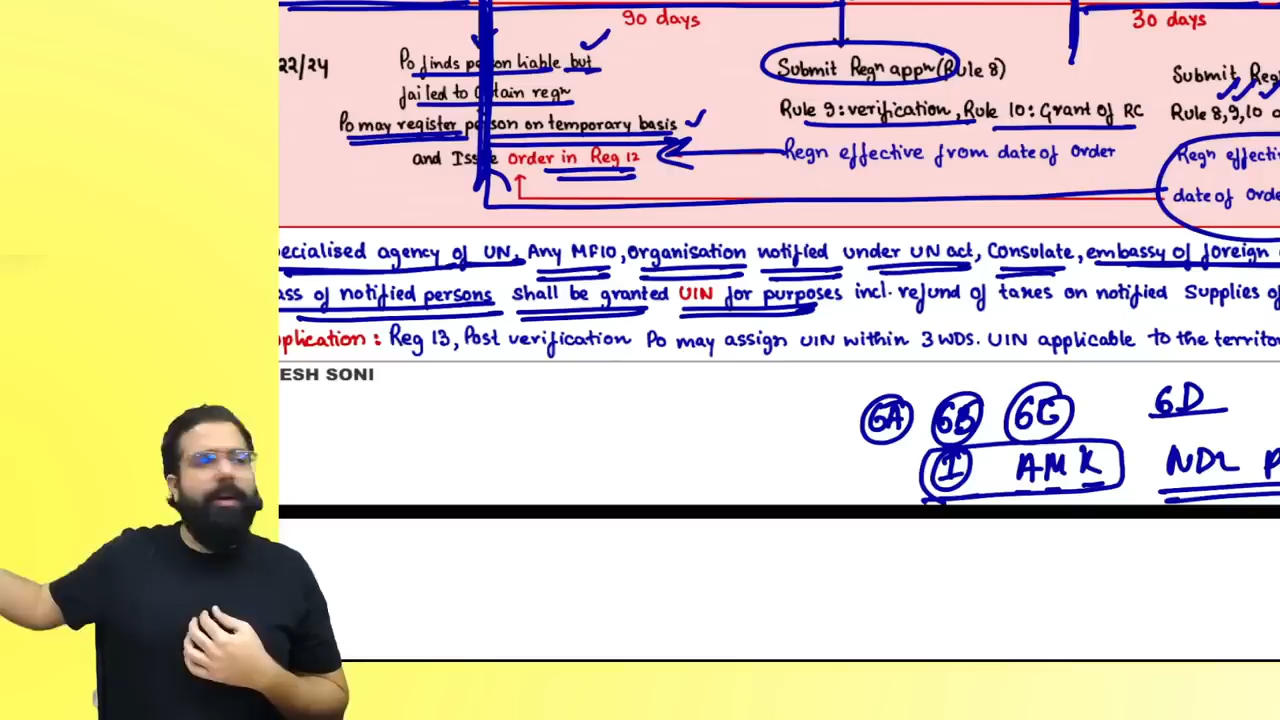 90 days
30 days
22/24
Po finds person liable but
failed to obtain regn
Po may register person on temporary basis
and Issue order in Reg 12
Submit Regn appn (Rule 8)
Rule 9: verification, Rule 10: Grant of RC
Regn effective from date of order
Submit Reg
Rule 8,9,10 o
Regn effecti
date of Orde
pecialised agency of UN, Any MFIO, Organisation notified under UN act, Consulate, embassy of foreign
ass of notified persons shall be granted UIN for purposes incl. refund of taxes on notified Supplies of
plication: Reg 13, Post verification Po may assign UIN within 3 WDs. UIN applicable to the territo
ESH SONI
6A 6B 6C 6D
I AMK NDL P